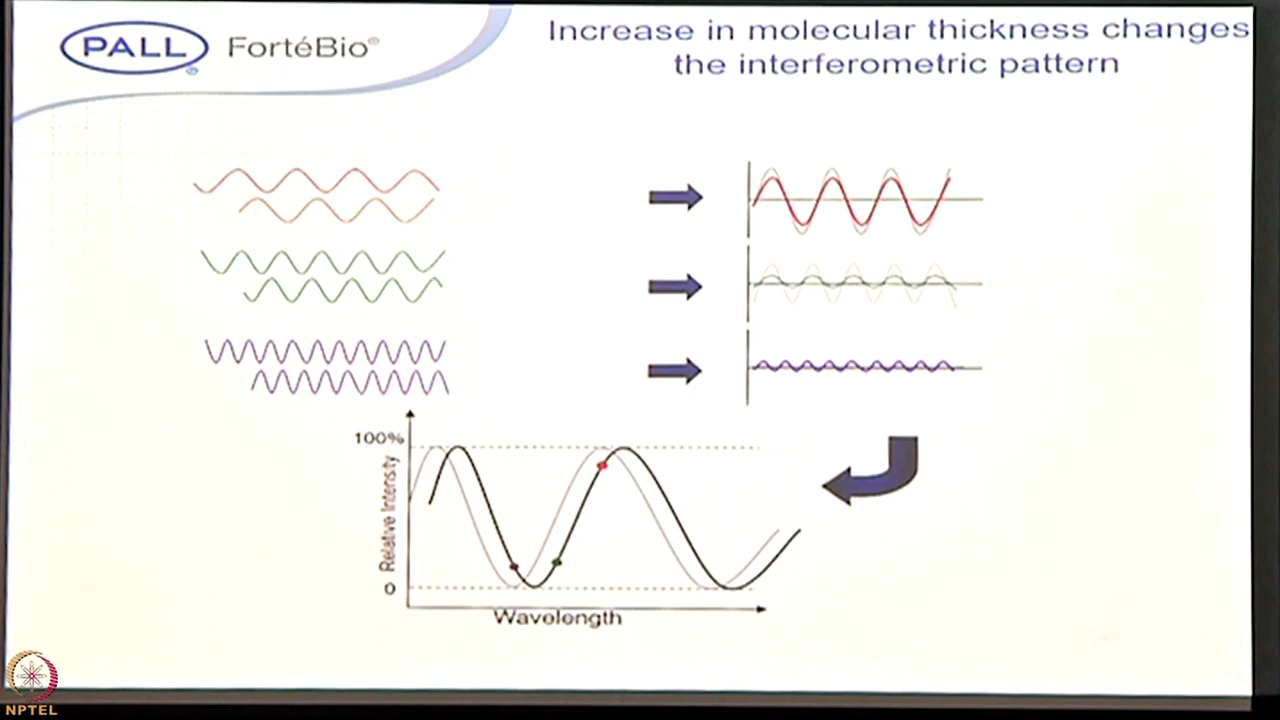 PALL
®
FortéBio®
Increase in molecular thickness changes
the interferometric pattern
100%
Relative Intensity
0
Wavelength
NPTEL